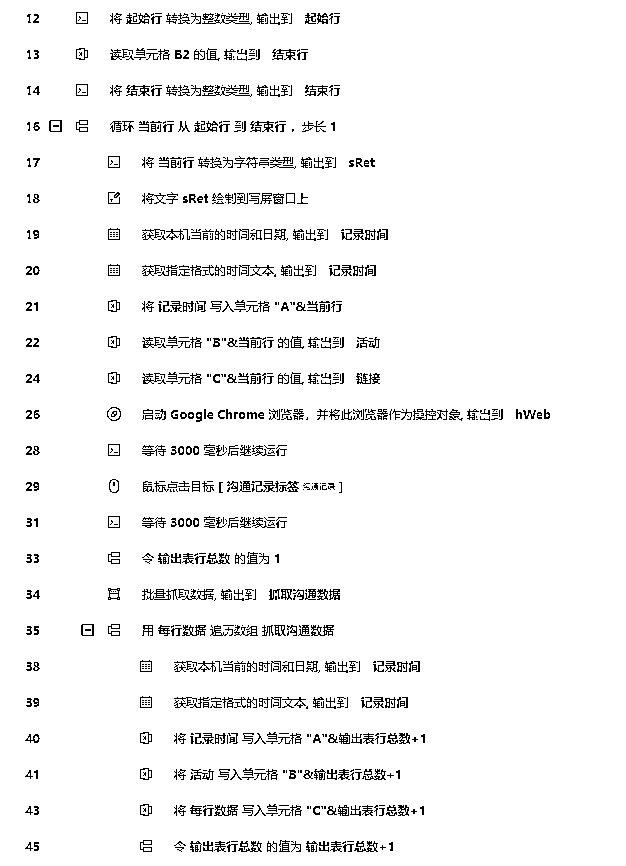 12 将 起始行 转换为整数类型, 输出到 起始行
13 读取单元格 B2 的值, 输出到 结束行
14 将 结束行 转换为整数类型, 输出到 结束行
16 循环 当前行 从 起始行 到 结束行 ，步长 1
17 将 当前行 转换为字符串类型, 输出到 sRet
18 将文字 sRet 绘制到写屏窗口上
19 获取本机当前的时间和日期, 输出到 记录时间
20 获取指定格式的时间文本, 输出到 记录时间
21 将 记录时间 写入单元格 "A"&当前行
22 读取单元格 "B"&当前行 的值, 输出到 活动
24 读取单元格 "C"&当前行 的值, 输出到 链接
26 启动 Google Chrome 浏览器，并将此浏览器作为操控对象, 输出到 hWeb
28 等待 3000 毫秒后继续运行
29 鼠标点击目标 [ 沟通记录标签 沟通记录 ]
31 等待 3000 毫秒后继续运行
33 令 输出表行总数 的值为 1
34 批量抓取数据, 输出到 抓取沟通数据
35 用 每行数据 遍历数组 抓取沟通数据
38 获取本机当前的时间和日期, 输出到 记录时间
39 获取指定格式的时间文本, 输出到 记录时间
40 将 记录时间 写入单元格 "A"&输出表行总数+1
41 将 活动 写入单元格 "B"&输出表行总数+1
43 将 每行数据 写入单元格 "C"&输出表行总数+1
45 令 输出表行总数 的值为 输出表行总数+1